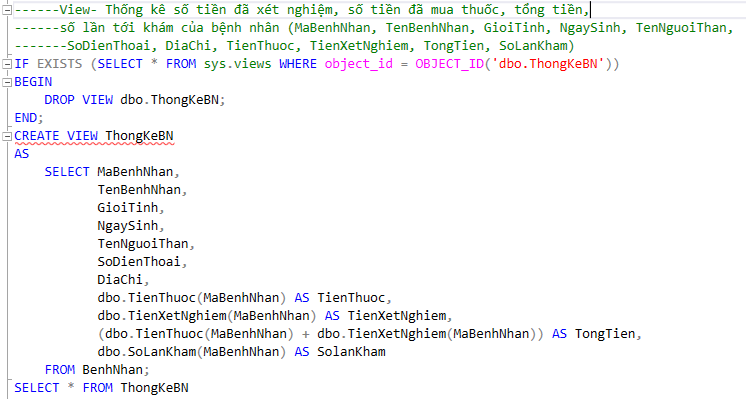 ------View- Thống kê số tiền đã xét nghiệm, số tiền đã mua thuốc, tổng tiền,
------số lần tới khám của bệnh nhân (MaBenhNhan, TenBenhNhan, GioiTinh, NgaySinh, TenNguoiThan,
-------SoDienThoai, DiaChi, TienThuoc, TienXetNghiem, TongTien, SoLanKham)
IF EXISTS (SELECT * FROM sys.views WHERE object_id = OBJECT_ID('dbo.ThongKeBN'))
BEGIN
    DROP VIEW dbo.ThongKeBN;
END;
CREATE VIEW ThongKeBN
AS
    SELECT MaBenhNhan,
           TenBenhNhan,
           GioiTinh,
           NgaySinh,
           TenNguoiThan,
           SoDienThoai,
           DiaChi,
           dbo.TienThuoc(MaBenhNhan) AS TienThuoc,
           dbo.TienXetNghiem(MaBenhNhan) AS TienXetNghiem,
           (dbo.TienThuoc(MaBenhNhan) + dbo.TienXetNghiem(MaBenhNhan)) AS TongTien,
           dbo.SoLanKham(MaBenhNhan) AS SolanKham
    FROM BenhNhan;
SELECT * FROM ThongKeBN